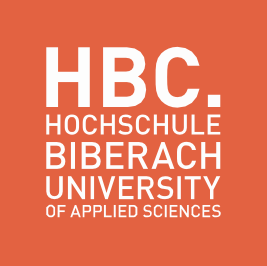 HBC.
HOCHSCHULE
BIBERACH
UNIVERSITY
OF APPLIED SCIENCES